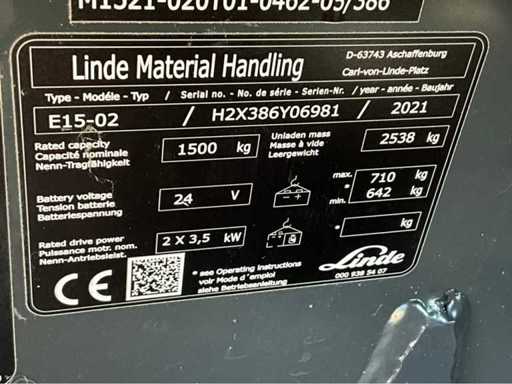 M1521-020Y01-0462-05/386
Linde Material Handling
D-63743 Aschaffenburg
Carl-von-Linde-Platz
Type - Modéle - Typ / Serial no. - No. de série - Serien-Nr. / year - année - Baujahr
E15-02 / H2X386Y06981 / 2021
Rated capacity
Capacité nominale
Nenn-Tragfähigkeit
1500 kg
Unladen mass
Masse à vide
Leergewicht
2538 kg
Battery voltage
Tension batterie
Batteriespannung
24 V
- +
max. 710 kg
*
min. 642 kg
Rated drive power
Puissance motr. nom.
Nenn-Antriebsleist.
2 X 3,5 kW
* kg
CE
* see Operating instructions
voir Mode d'emploi
siehe Betriebsanleitung
Linde
000 938 54 07